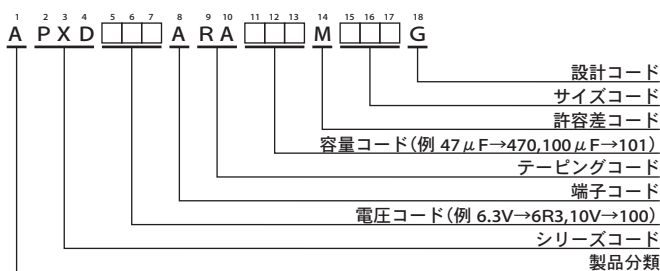 1 2 3 4 5 6 7 8 9 10 11 12 13 14 15 16 17 18
A PXD□□□ A RA□□□ M□□□ G
設計コード
サイズコード
許容差コード
容量コード(例 47μF→470,100μF→101)
テーピングコード
端子コード
電圧コード(例 6.3V→6R3,10V→100)
シリーズコード
製品分類